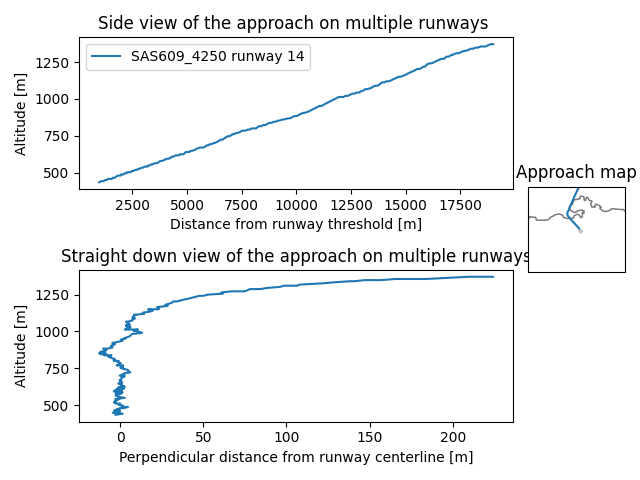 Side view of the approach on multiple runways
Altitude [m]
1250
1000
750
500
SAS609_4250 runway 14
2500
5000
7500
10000
12500
15000
17500
Distance from runway threshold [m]
Approach map
Straight down view of the approach on multiple runways
Altitude [m]
1250
1000
750
500
0
50
100
150
200
Perpendicular distance from runway centerline [m]